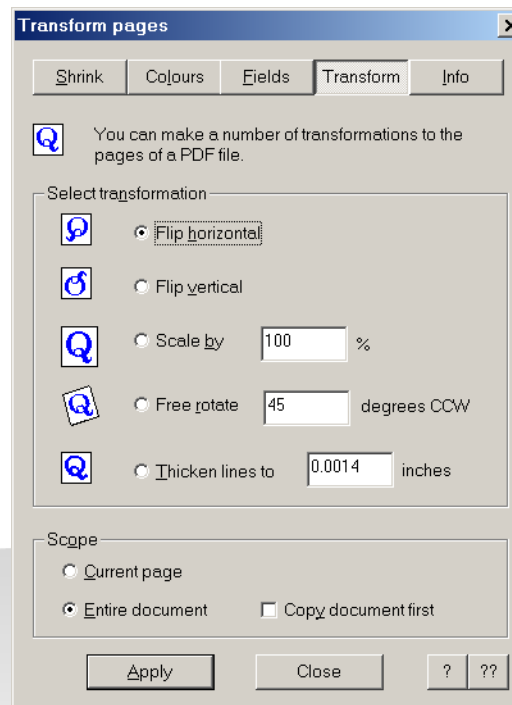 Transform pages
Shrink Colours Fields Transform Info
Q You can make a number of transformations to the
pages of a PDF file.
Select transformation
Q Flip horizontal
Q Flip vertical
Q Scale by 100 %
Q Free rotate 45 degrees CCW
Q Thicken lines to 0.0014 inches
Scope
Current page
Entire document Copy document first
Apply Close ? ??